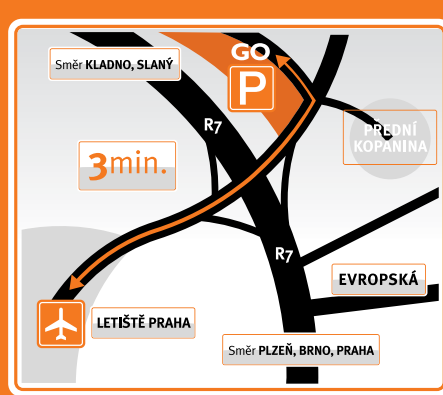 GO
P
Směr KLADNO, SLANÝ
R7
PŘEDNÍ
KOPANINA
3min.
R7
EVROPSKÁ
LETIŠTĚ PRAHA
Směr PLZEŇ, BRNO, PRAHA